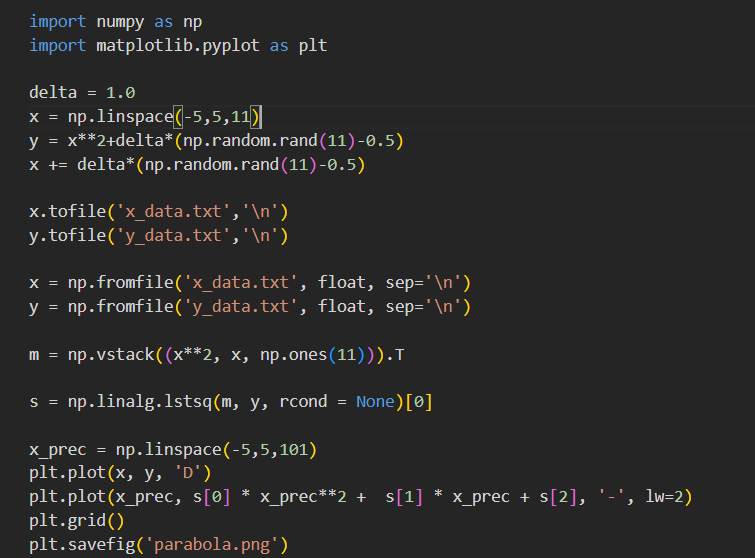 import numpy as np
import matplotlib.pyplot as plt
delta = 1.0
x = np.linspace(-5,5,11)
y = x**2+delta*(np.random.rand(11)-0.5)
x += delta*(np.random.rand(11)-0.5)
x.tofile('x_data.txt','\n')
y.tofile('y_data.txt','\n')
x = np.fromfile('x_data.txt', float, sep='\n')
y = np.fromfile('y_data.txt', float, sep='\n')
m = np.vstack((x**2, x, np.ones(11))).T
s = np.linalg.lstsq(m, y, rcond = None)[0]
x_prec = np.linspace(-5,5,101)
plt.plot(x, y, 'D')
plt.plot(x_prec, s[0] * x_prec**2 +  s[1] * x_prec + s[2], '-', lw=2)
plt.grid()
plt.savefig('parabola.png')